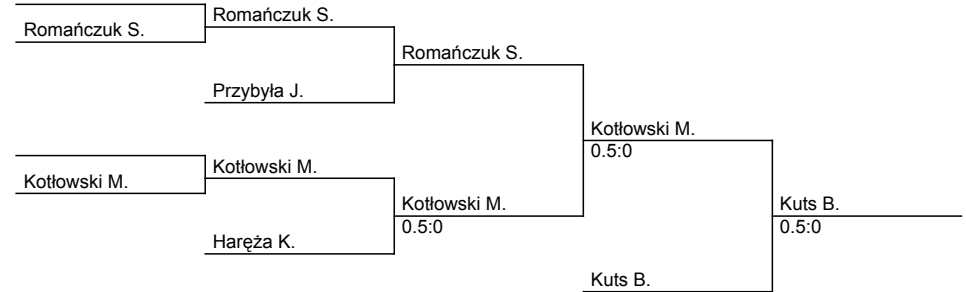 Romańczuk S.
Romańczuk S.
Romańczuk S.
Przybyła J.
Kotłowski M.
0.5:0
Kotłowski M.
Kotłowski M.
Kotłowski M.
0.5:0
Kuts B.
0.5:0
Haręża K.
Kuts B.